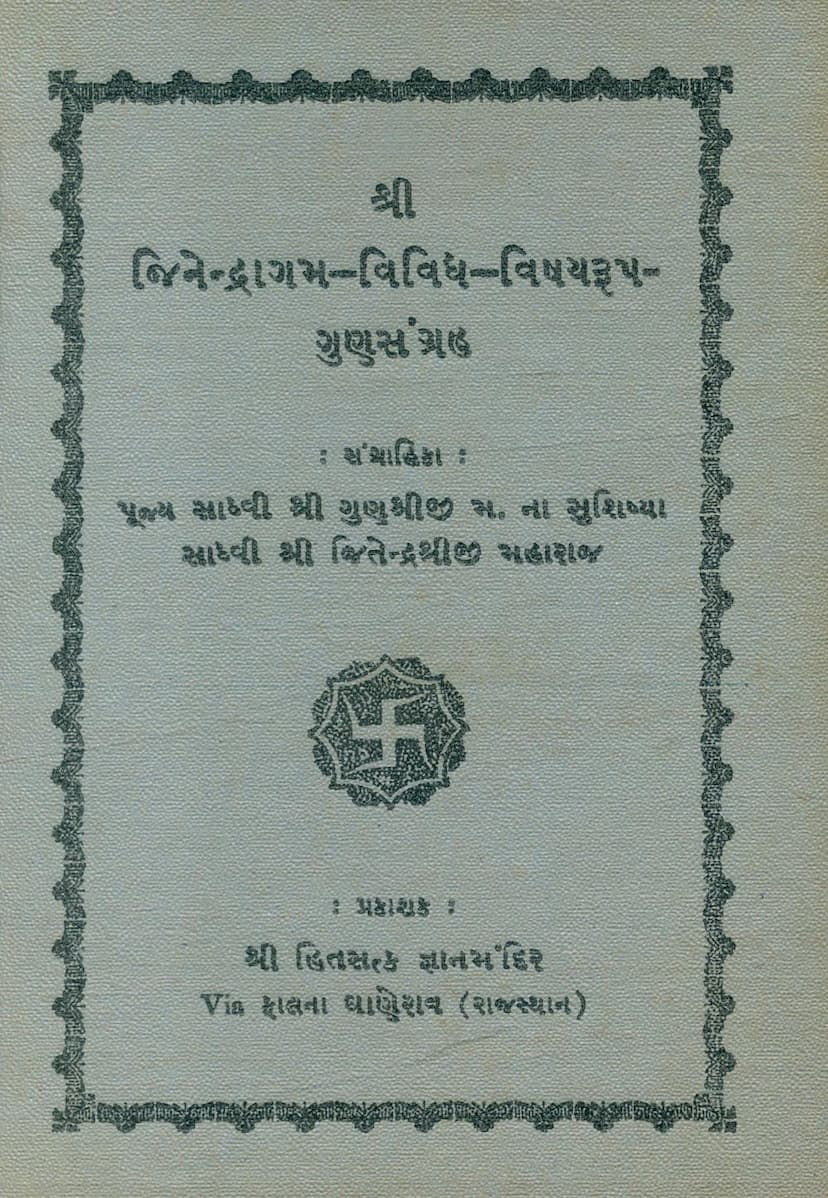 શ્રી
જિનેન્દ્રાગમ–વિવિધ–વિષયરૂપ-
ગુણસંગ્રહ
: સંગ્રાહિકા :
પૂજ્ય સાધ્વી શ્રી ગુણશ્રીજી મ. ના સુશિષ્યા
સાધ્વી શ્રી જિતેન્દ્રશ્રીજી મહારાજ
: પ્રકાશક :
શ્રી હિતસત્ક જ્ઞાનમંદિર
Via ફાલના ઘાણેરાવ (રાજસ્થાન)